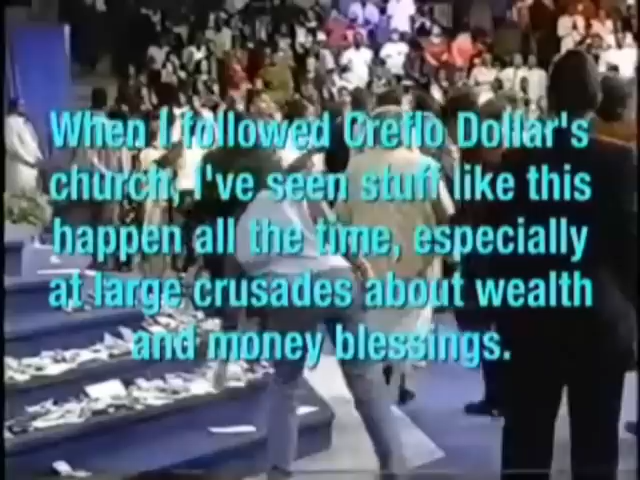 When I followed Creflo Dollar's
church, I've seen stuff like this
happen all the time, especially
at large crusades about wealth
and money blessings.